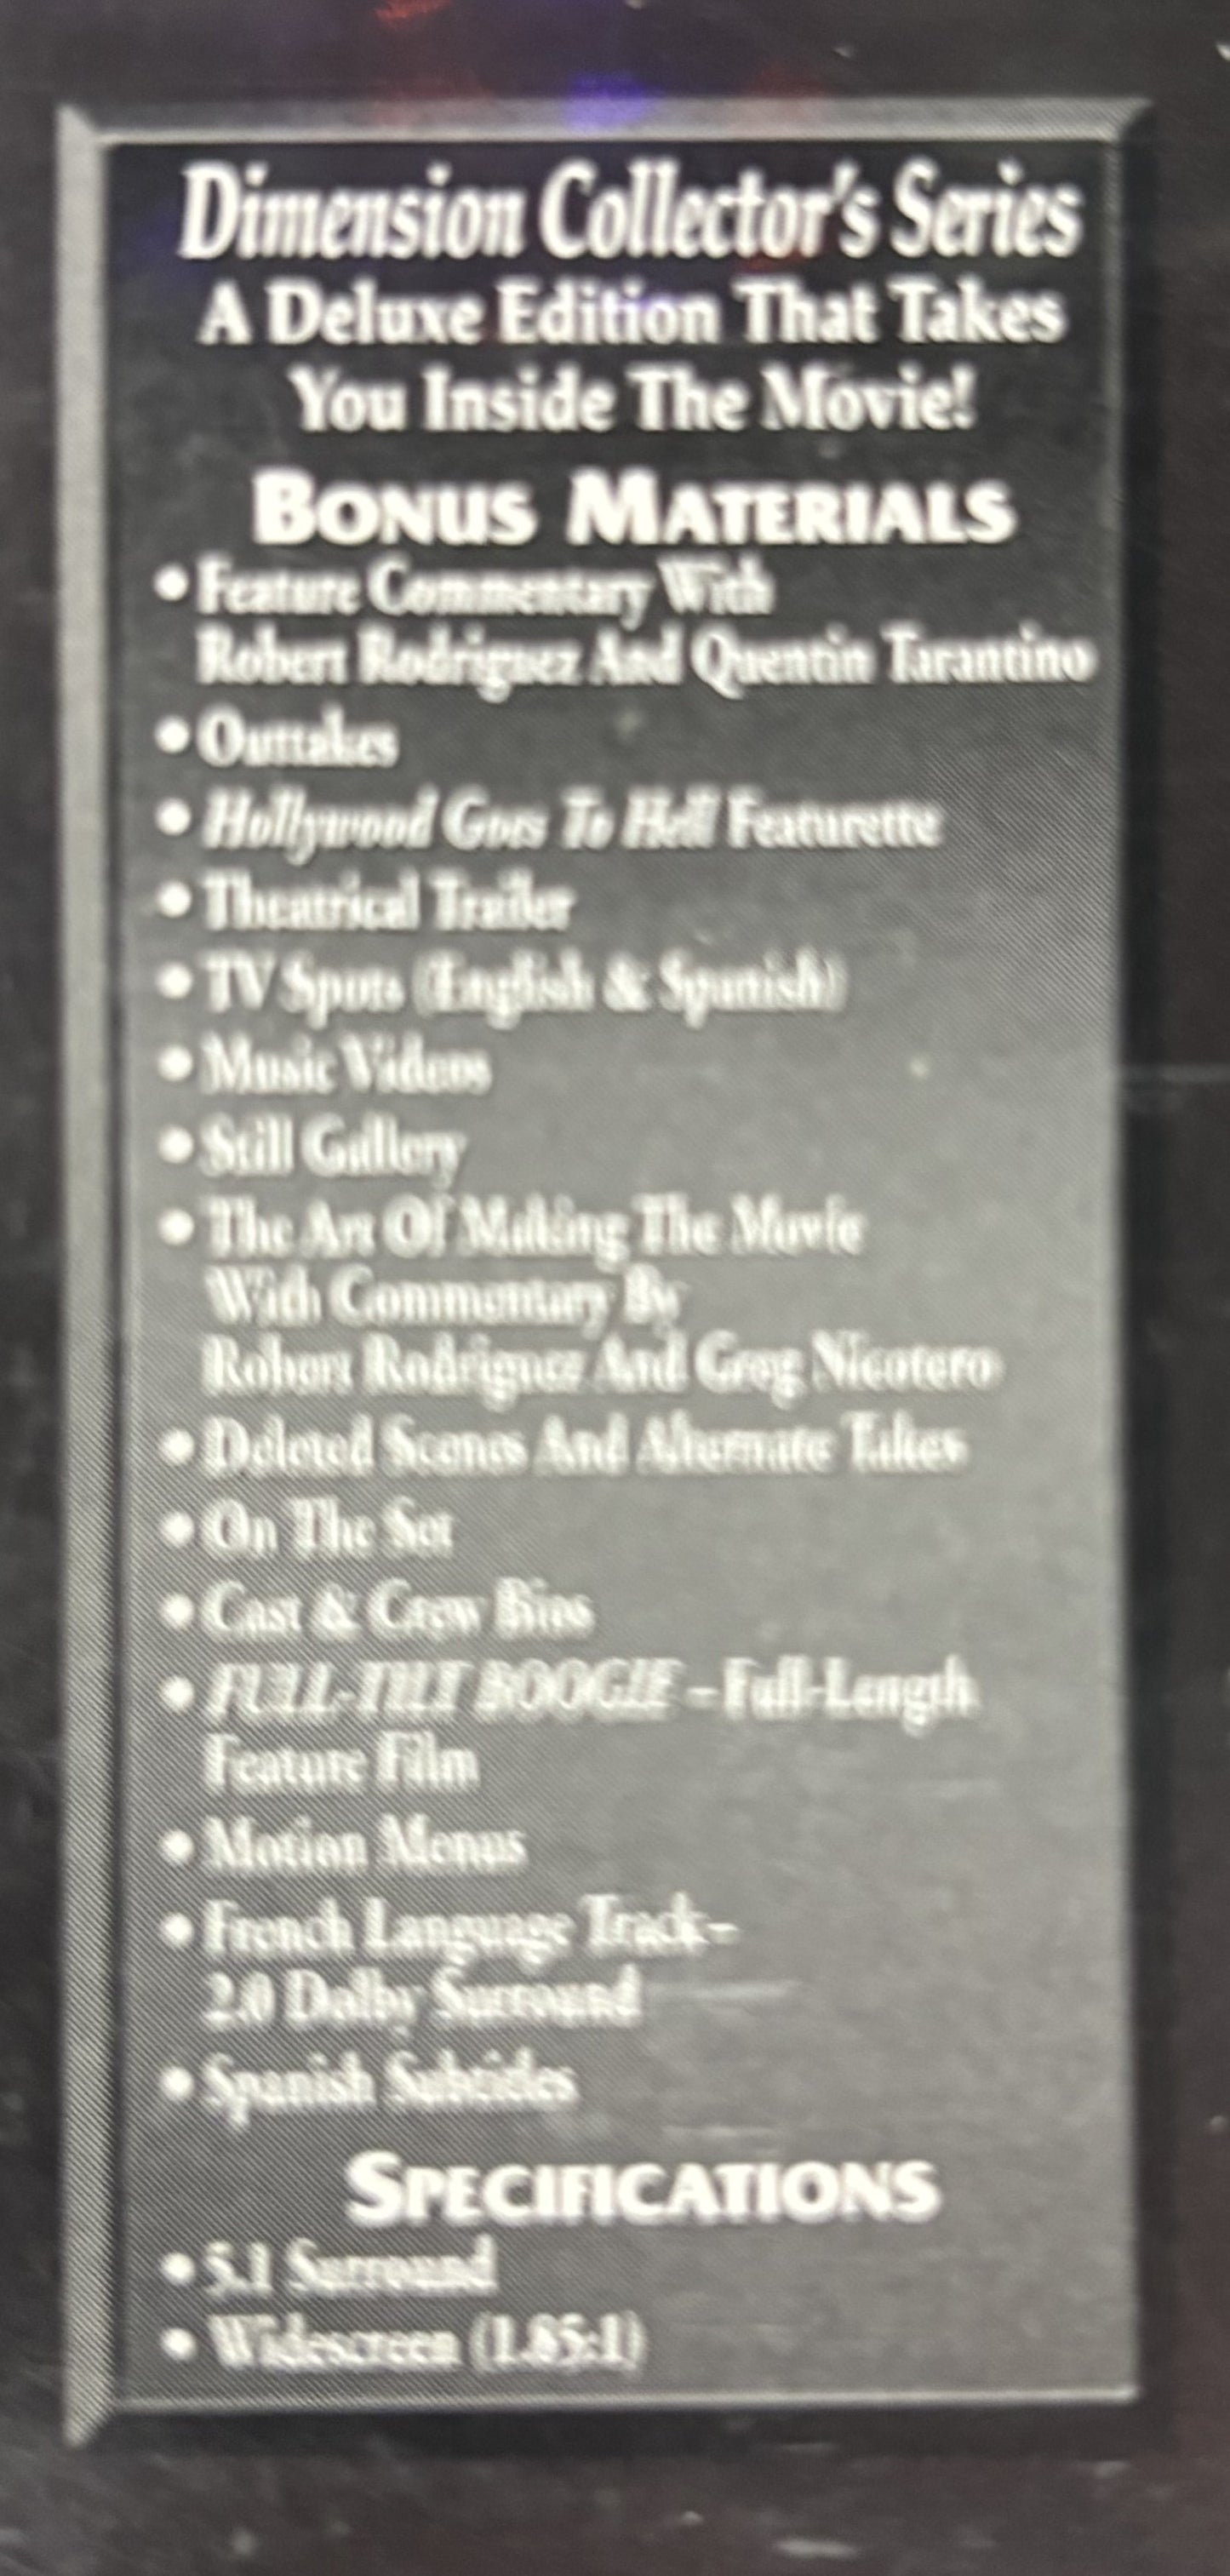 Dimension Collector's Series
A Deluxe Edition That Takes
You Inside The Movie!
BONUS MATERIALS
• Feature Commentary With
Robert Rodriguez And Quentin Tarantino
• Outtakes
• Hollywood Goes To Hell Featurette
• Theatrical Trailer
• TV Spots (English & Spanish)
• Music Videos
• Still Gallery
• The Art Of Making The Movie
With Commentary By
Robert Rodriguez And Greg Nicotero
• Deleted Scenes And Alternate Takes
• On The Set
• Cast & Crew Bios
• FULL-TILT BOOGIE – Full-Length
Feature Film
• Motion Menus
• French Language Track–
2.0 Dolby Surround
• Spanish Subtitles
SPECIFICATIONS
• 5.1 Surround
• Widescreen (1.85:1)